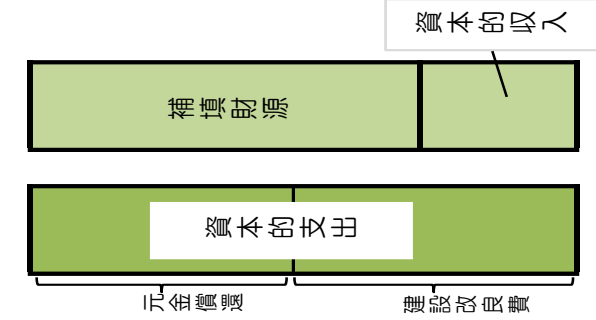 資本的収入
補填財源
資本的支出
元金償還
建設改良費